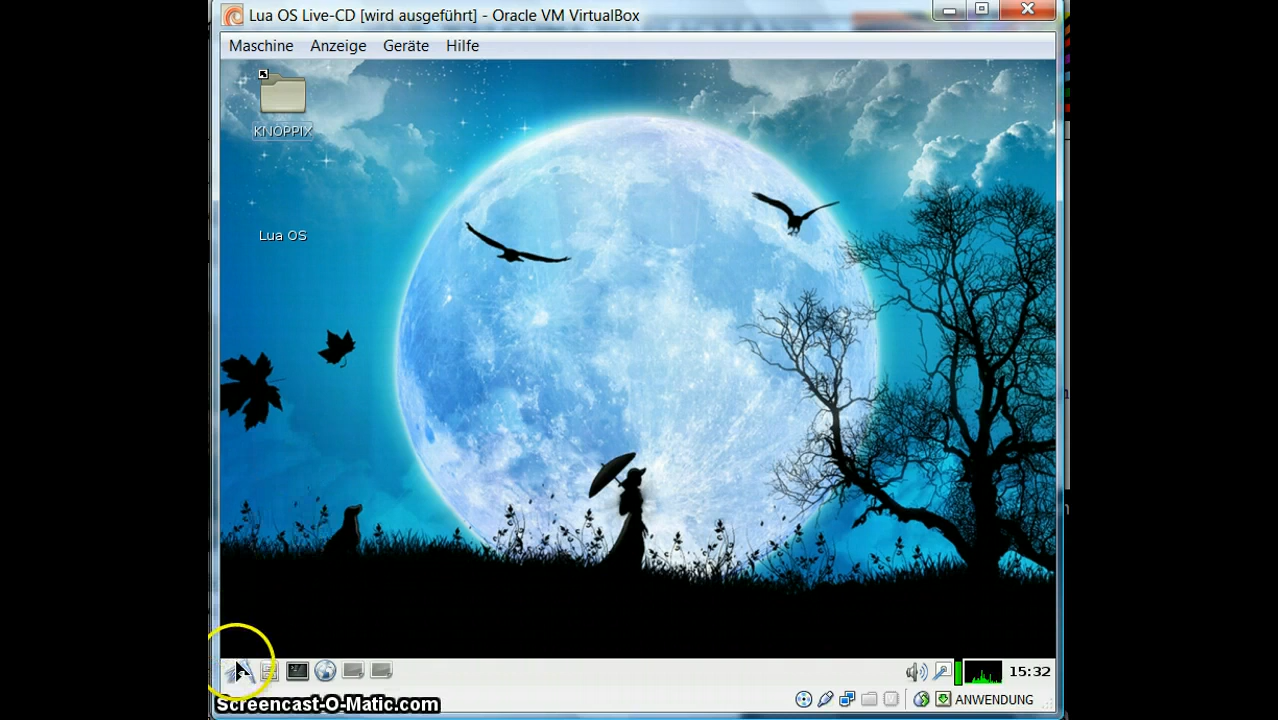 Lua OS Live-CD [wird ausgeführt] - Oracle VM VirtualBox
Maschine Anzeige Geräte Hilfe
KNOPPIX
Lua OS
15:32
ANWENDUNG
Screencast-O-Matic.com